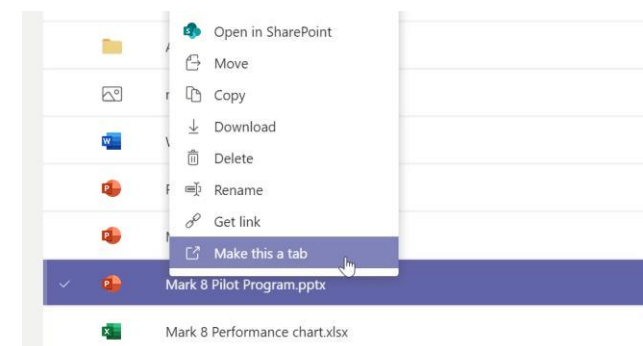 Open in SharePoint
Move
Copy
Download
Delete
Rename
Get link
Make this a tab
Mark 8 Pilot Program.pptx
Mark 8 Performance chart.xlsx